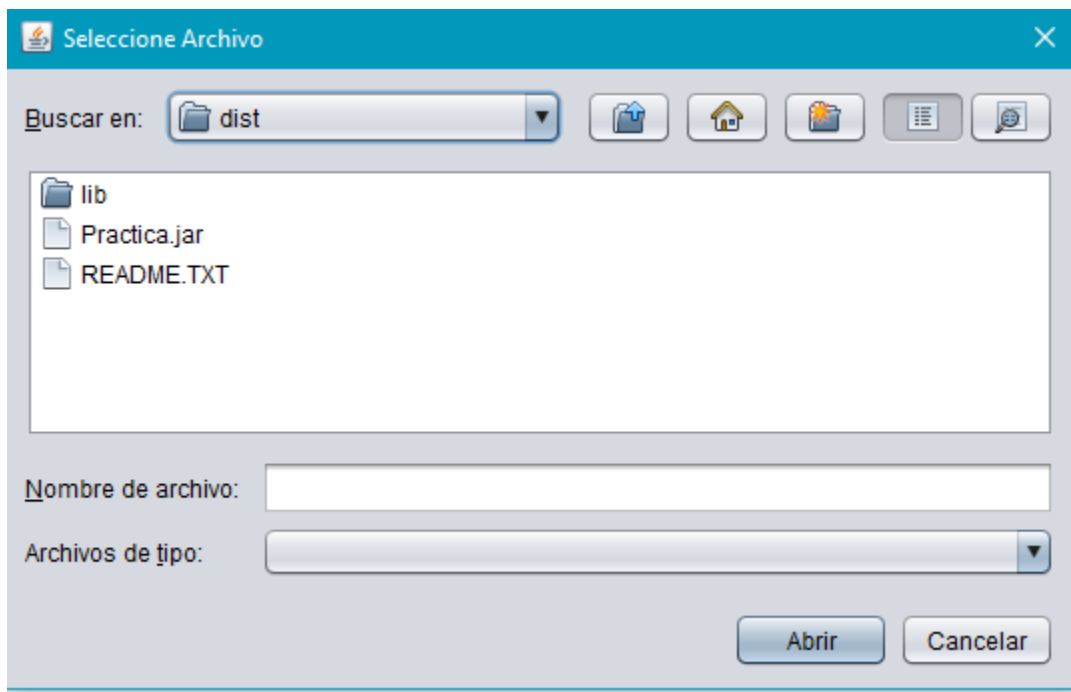 Seleccione Archivo
Buscar en: dist
lib
Practica.jar
README.TXT
Nombre de archivo:
Archivos de tipo:
Abrir Cancelar